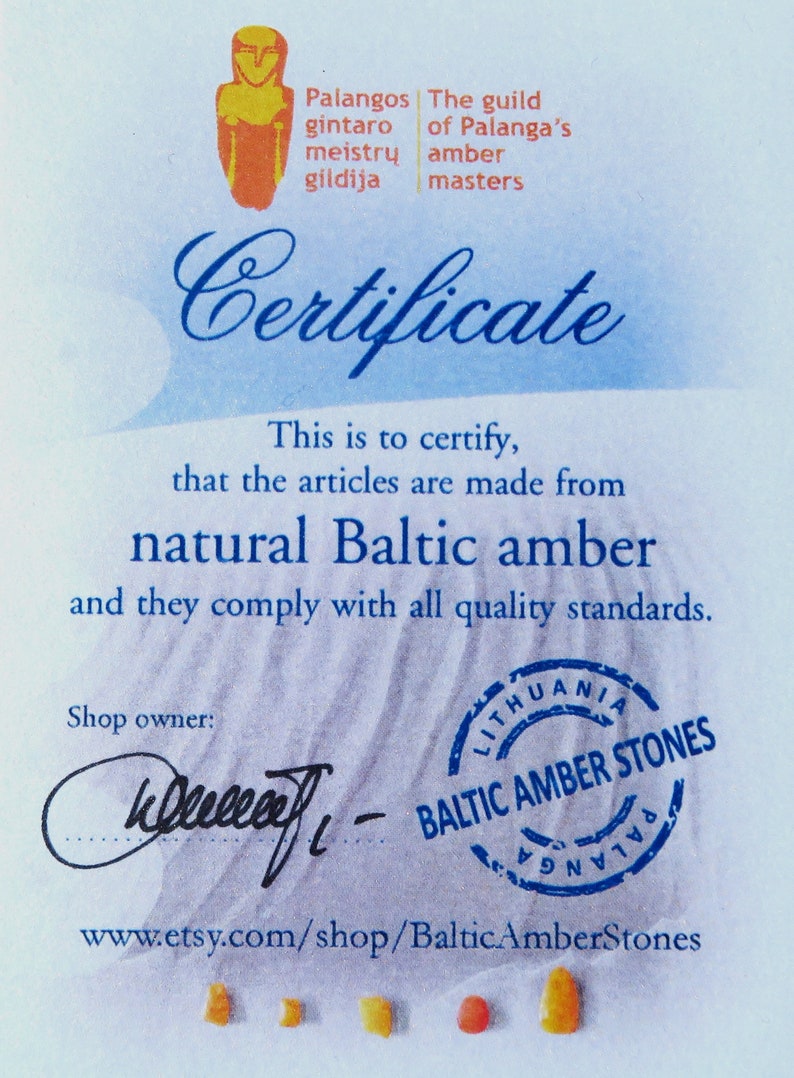 Palangos
gintaro
meistrų
gildija
The guild
of Palanga's
amber
masters
Certificate
This is to certify,
that the articles are made from
natural Baltic amber
and they comply with all quality standards.
Shop owner:
LITHUANIA
BALTIC AMBER STONES
PALANGA
www.etsy.com/shop/BalticAmberStones